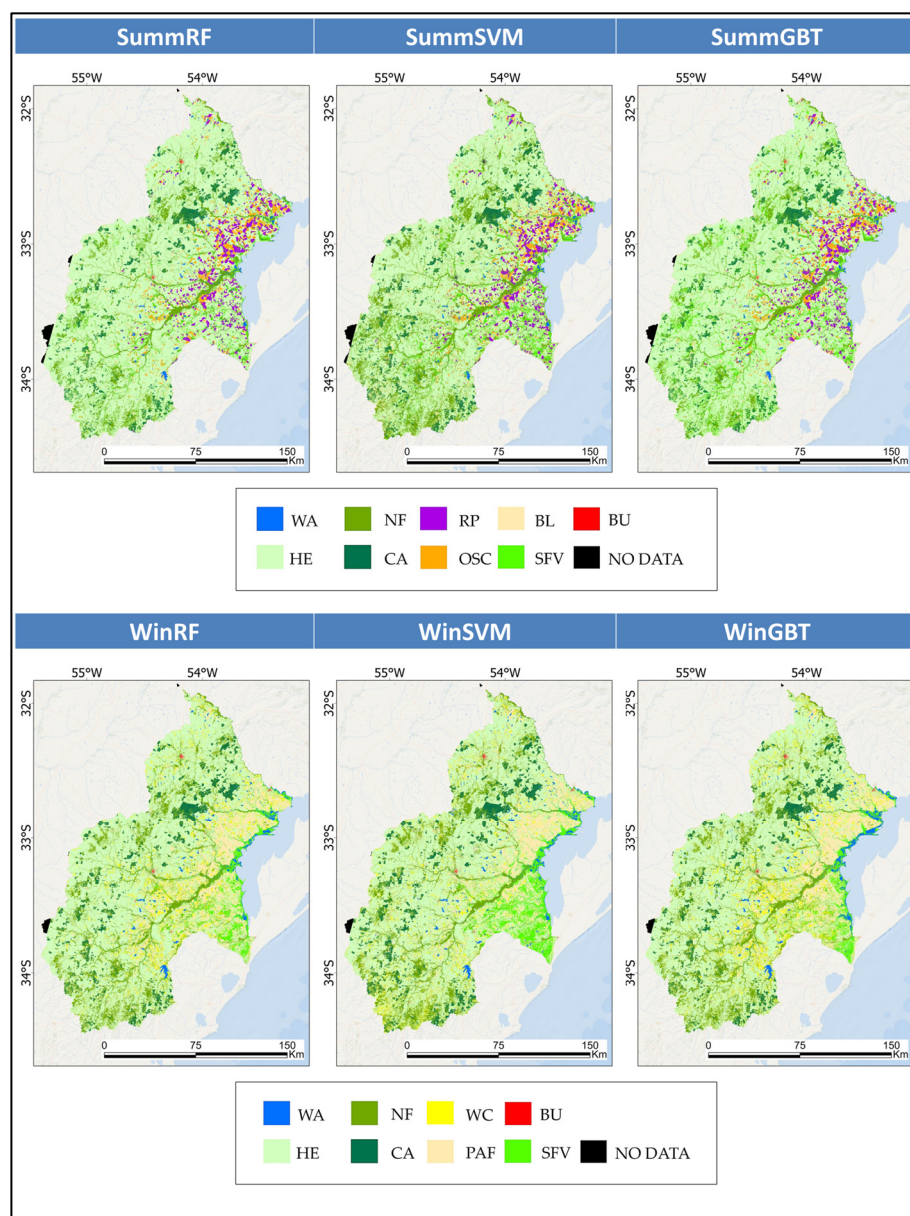 SummRF SummSVM SummGBT
55°W 54°W 55°W 54°W 55°W 54°W
32°S 32°S 32°S
33°S 33°S 33°S
34°S 34°S 34°S
0 75 150 0 75 150 0 75 150
Km Km Km
WA NF RP BL BU
HE CA OSC SFV NO DATA
WinRF WinSVM WinGBT
55°W 54°W 55°W 54°W 55°W 54°W
32°S 32°S 32°S
33°S 33°S 33°S
34°S 34°S 34°S
0 75 150 0 75 150 0 75 150
Km Km Km
WA NF WC BU
HE CA PAF SFV NO DATA